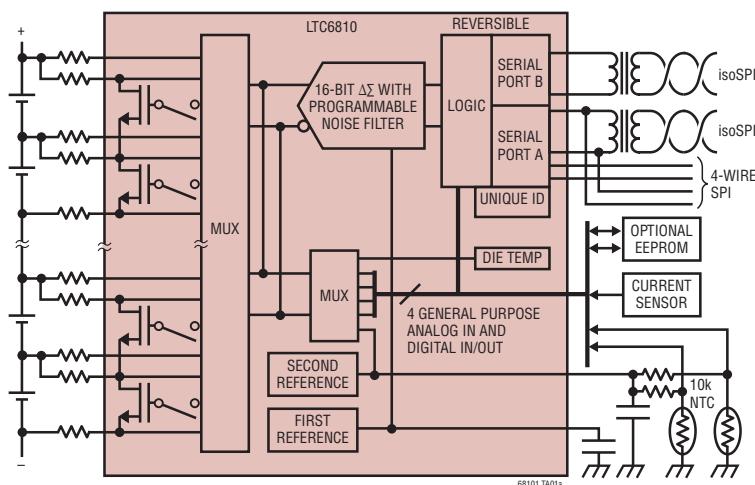 LTC6810
REVERSIBLE
+
MUX
16-BIT ΔΣ WITH
PROGRAMMABLE
NOISE FILTER
LOGIC
SERIAL
PORT B
SERIAL
PORT A
UNIQUE ID
isoSPI
isoSPI
4-WIRE
SPI
MUX
DIE TEMP
4 GENERAL PURPOSE
ANALOG IN AND
DIGITAL IN/OUT
OPTIONAL
EEPROM
CURRENT
SENSOR
SECOND
REFERENCE
FIRST
REFERENCE
10k
NTC
–
68101 TA01a